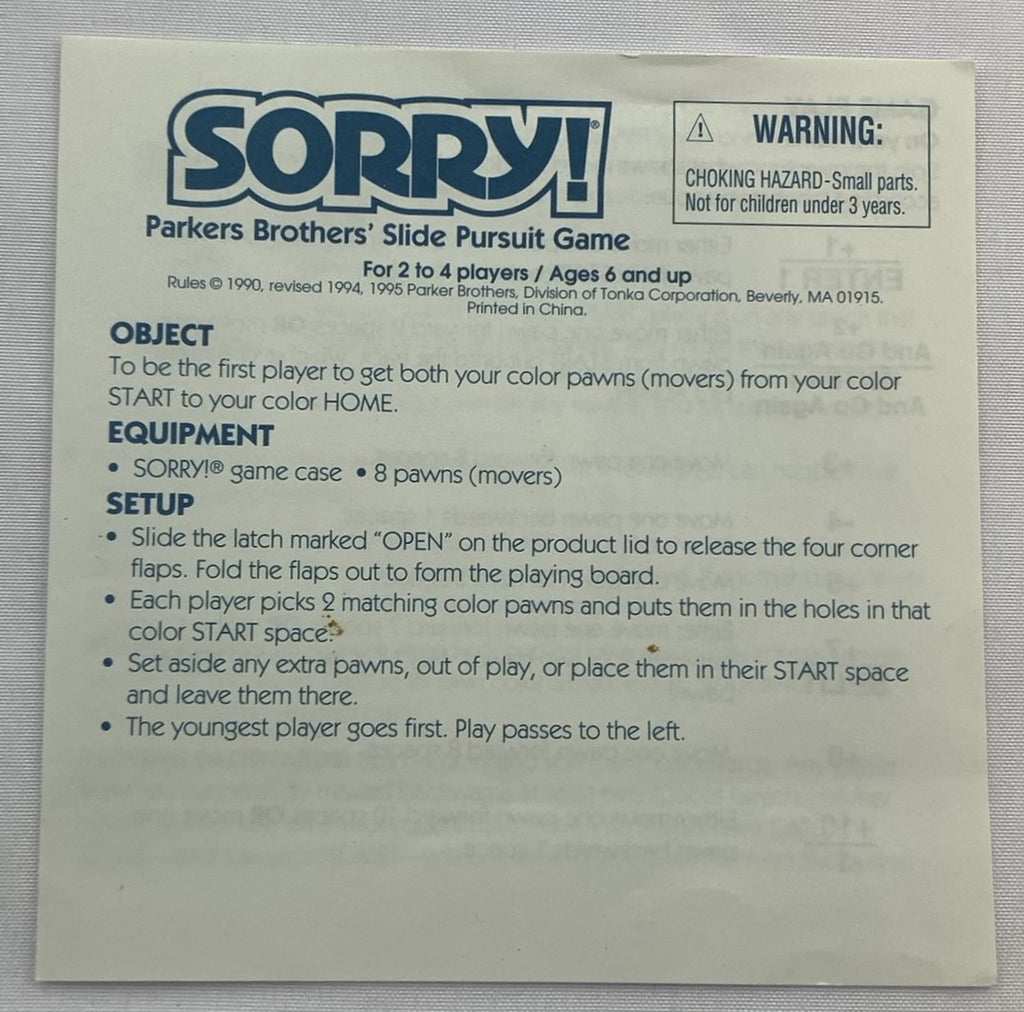 SORRY!®
⚠ WARNING:
CHOKING HAZARD-Small parts.
Not for children under 3 years.
Parkers Brothers' Slide Pursuit Game
For 2 to 4 players / Ages 6 and up
Rules © 1990, revised 1994, 1995 Parker Brothers, Division of Tonka Corporation, Beverly, MA 01915.
Printed in China.
OBJECT
To be the first player to get both your color pawns (movers) from your color
START to your color HOME.
EQUIPMENT
• SORRY!® game case • 8 pawns (movers)
SETUP
• Slide the latch marked "OPEN" on the product lid to release the four corner
flaps. Fold the flaps out to form the playing board.
• Each player picks 2 matching color pawns and puts them in the holes in that
color START space.
• Set aside any extra pawns, out of play, or place them in their START space
and leave them there.
• The youngest player goes first. Play passes to the left.